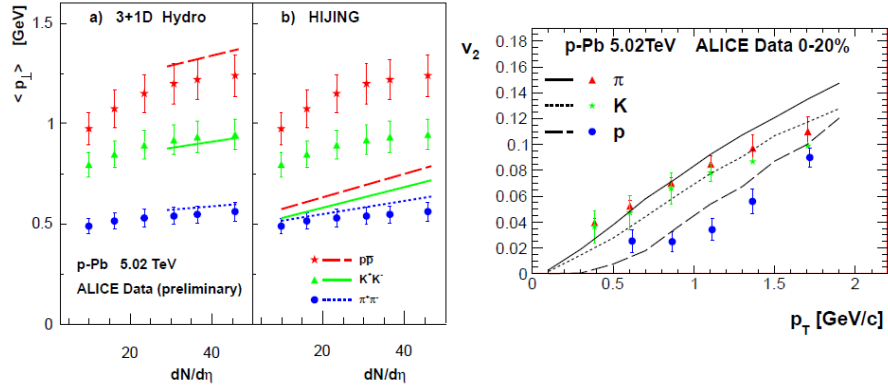 a) 3+1D Hydro
b) HIJING
< p⊥ > [GeV]
1.5
1
0.5
0
p-Pb 5.02 TeV
ALICE Data (preliminary)
pp̅
K⁺K⁻
π⁺π⁻
20 40
20 40
dN/dη
dN/dη
v₂
p-Pb 5.02TeV ALICE Data 0-20%
π
K
p
0.18
0.16
0.14
0.12
0.1
0.08
0.06
0.04
0.02
0
0 0.5 1 1.5 2
p_T [GeV/c]